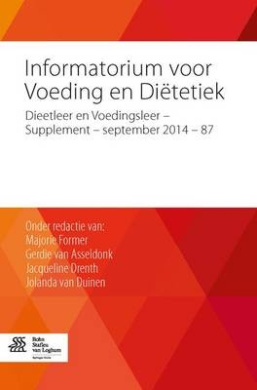 Informatorium voor
Voeding en Diëtetiek
Dieetleer en Voedingsleer –
Supplement – september 2014 – 87
Onder redactie van:
Majorie Former
Gerdie van Asseldonk
Jacqueline Drenth
Jolanda van Duinen
Bohn
Stafleu
van Loghum